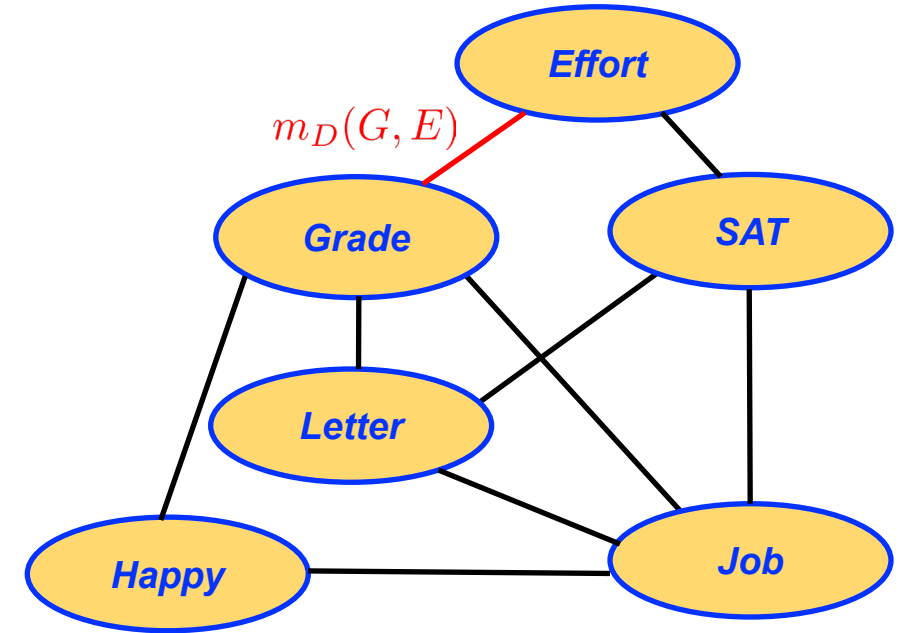 Effort
m_D(G, E)
Grade
SAT
Letter
Happy
Job